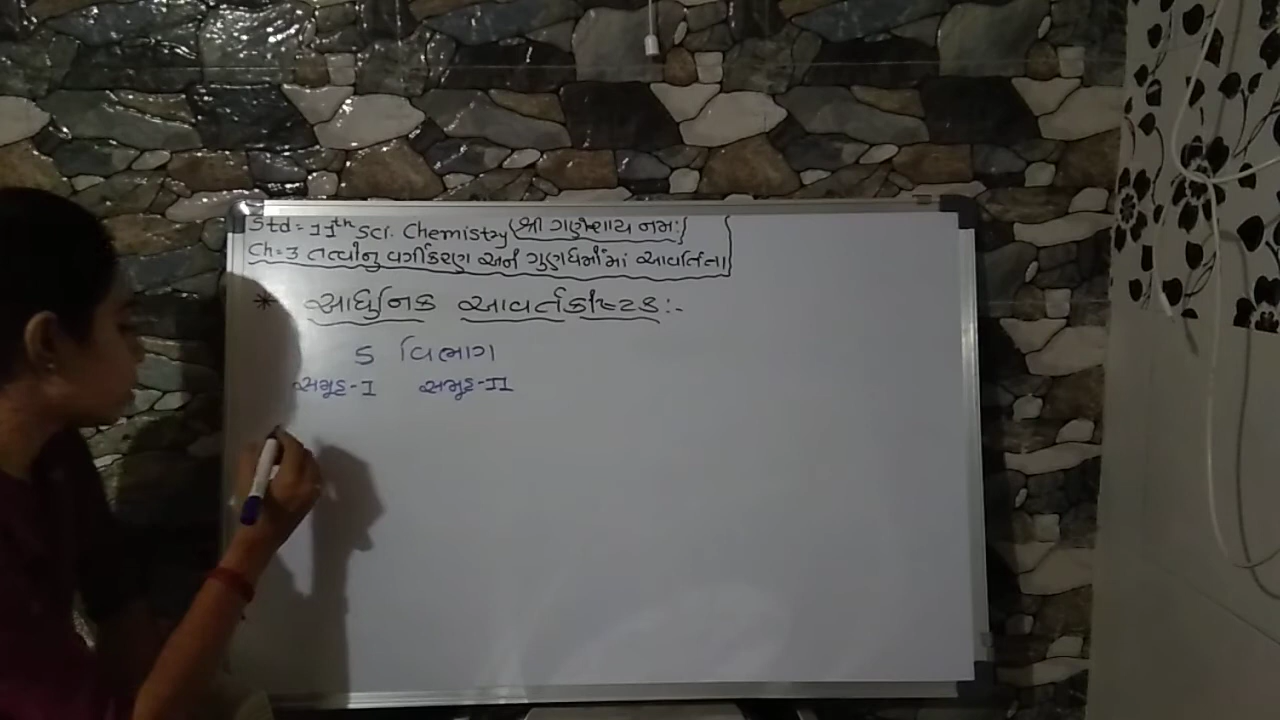 Std = 11th Sci. Chemistry (શ્રી ગણેશાય નમઃ)
Ch = 3 તત્વોનું વર્ગીકરણ અને ગુણધર્મોમાં આવર્તિતા
* આધુનિક આવર્તકોષ્ટક :-
S વિભાગ
સમૂહ-I સમૂહ-II